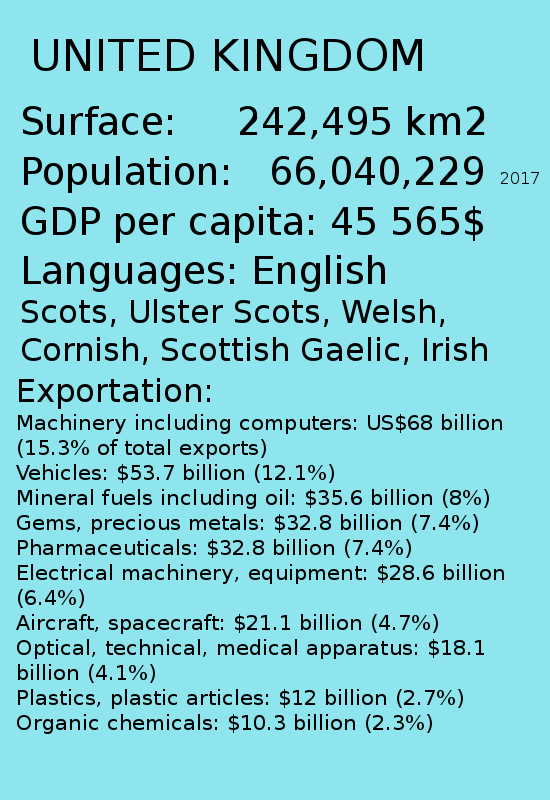 UNITED KINGDOM
Surface: 242,495 km2
Population: 66,040,229 2017
GDP per capita: 45 565$
Languages: English
Scots, Ulster Scots, Welsh,
Cornish, Scottish Gaelic, Irish
Exportation:
Machinery including computers: US$68 billion
(15.3% of total exports)
Vehicles: $53.7 billion (12.1%)
Mineral fuels including oil: $35.6 billion (8%)
Gems, precious metals: $32.8 billion (7.4%)
Pharmaceuticals: $32.8 billion (7.4%)
Electrical machinery, equipment: $28.6 billion
(6.4%)
Aircraft, spacecraft: $21.1 billion (4.7%)
Optical, technical, medical apparatus: $18.1
billion (4.1%)
Plastics, plastic articles: $12 billion (2.7%)
Organic chemicals: $10.3 billion (2.3%)